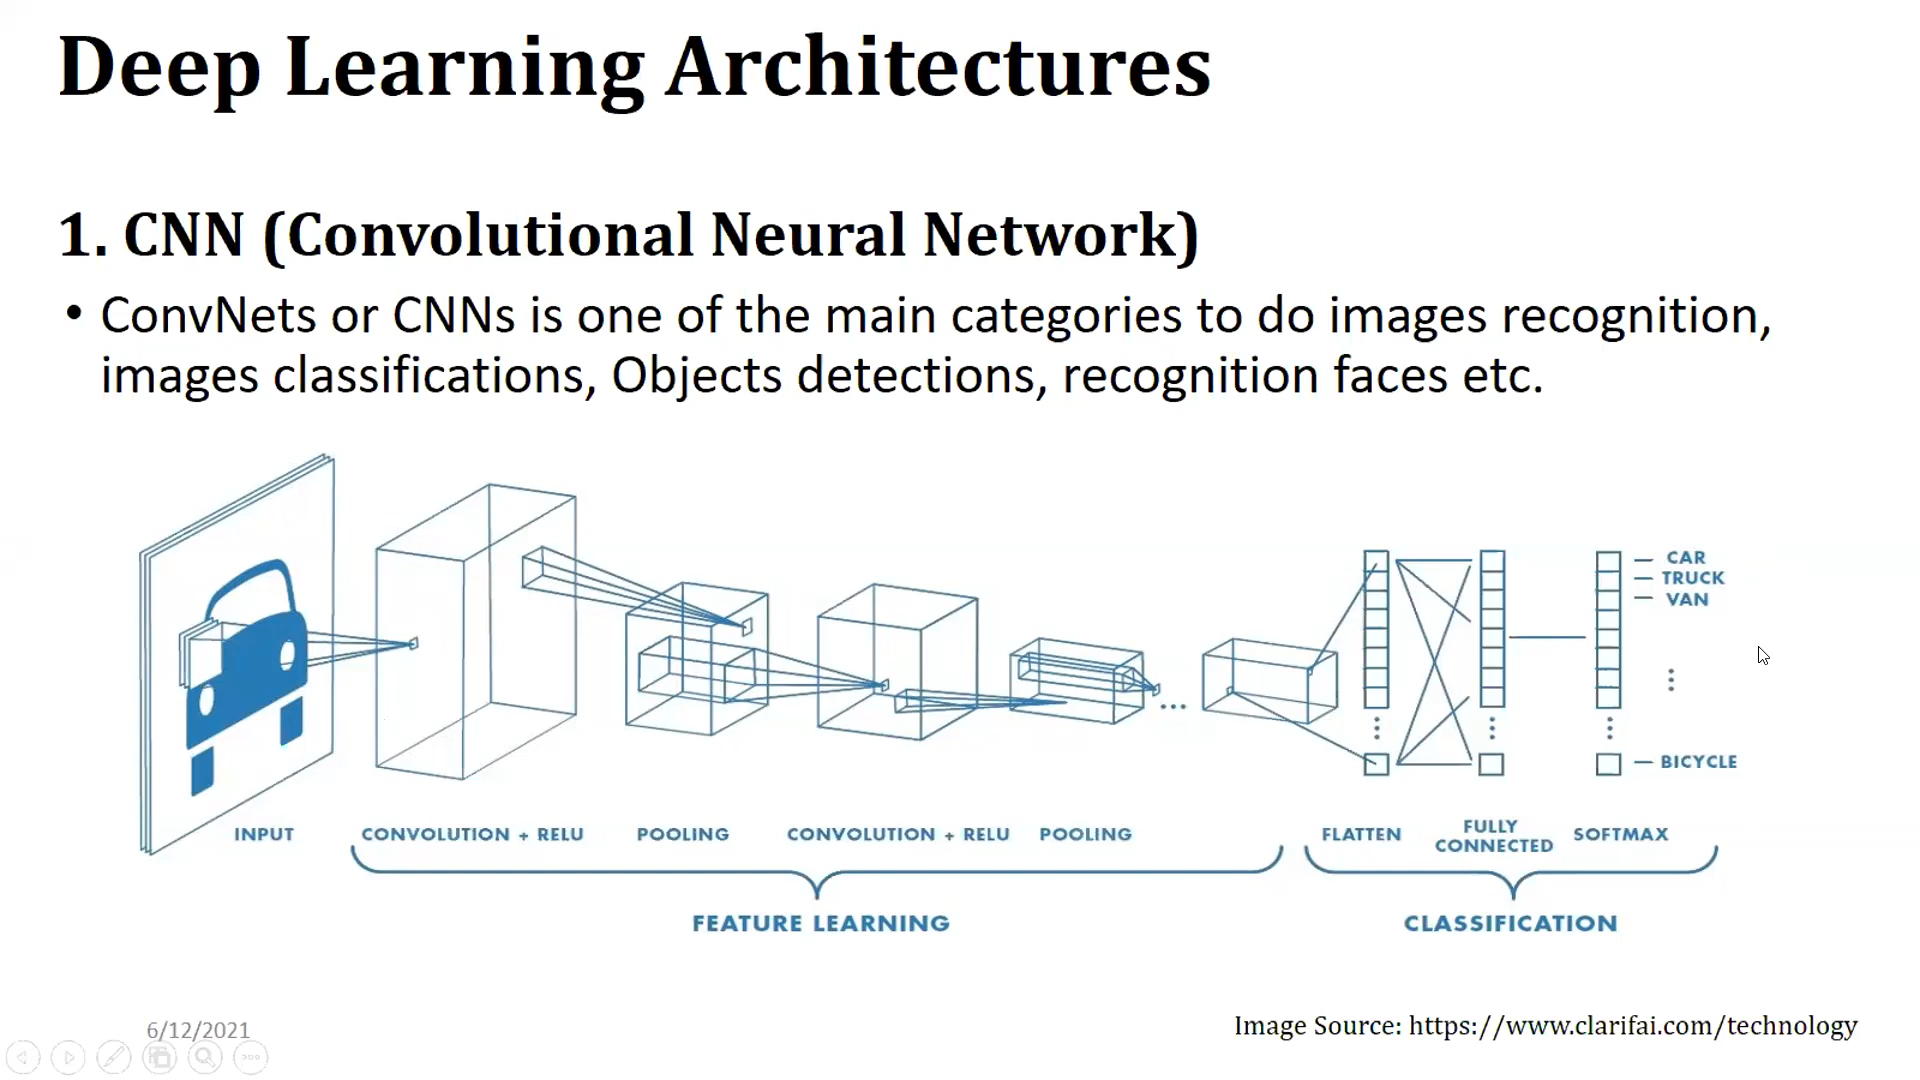 Deep Learning Architectures
1. CNN (Convolutional Neural Network)
• ConvNets or CNNs is one of the main categories to do images recognition,
images classifications, Objects detections, recognition faces etc.
CAR
TRUCK
VAN
BICYCLE
INPUT
CONVOLUTION + RELU
POOLING
CONVOLUTION + RELU
POOLING
FLATTEN
FULLY
CONNECTED
SOFTMAX
FEATURE LEARNING
CLASSIFICATION
6/12/2021
Image Source: https://www.clarifai.com/technology